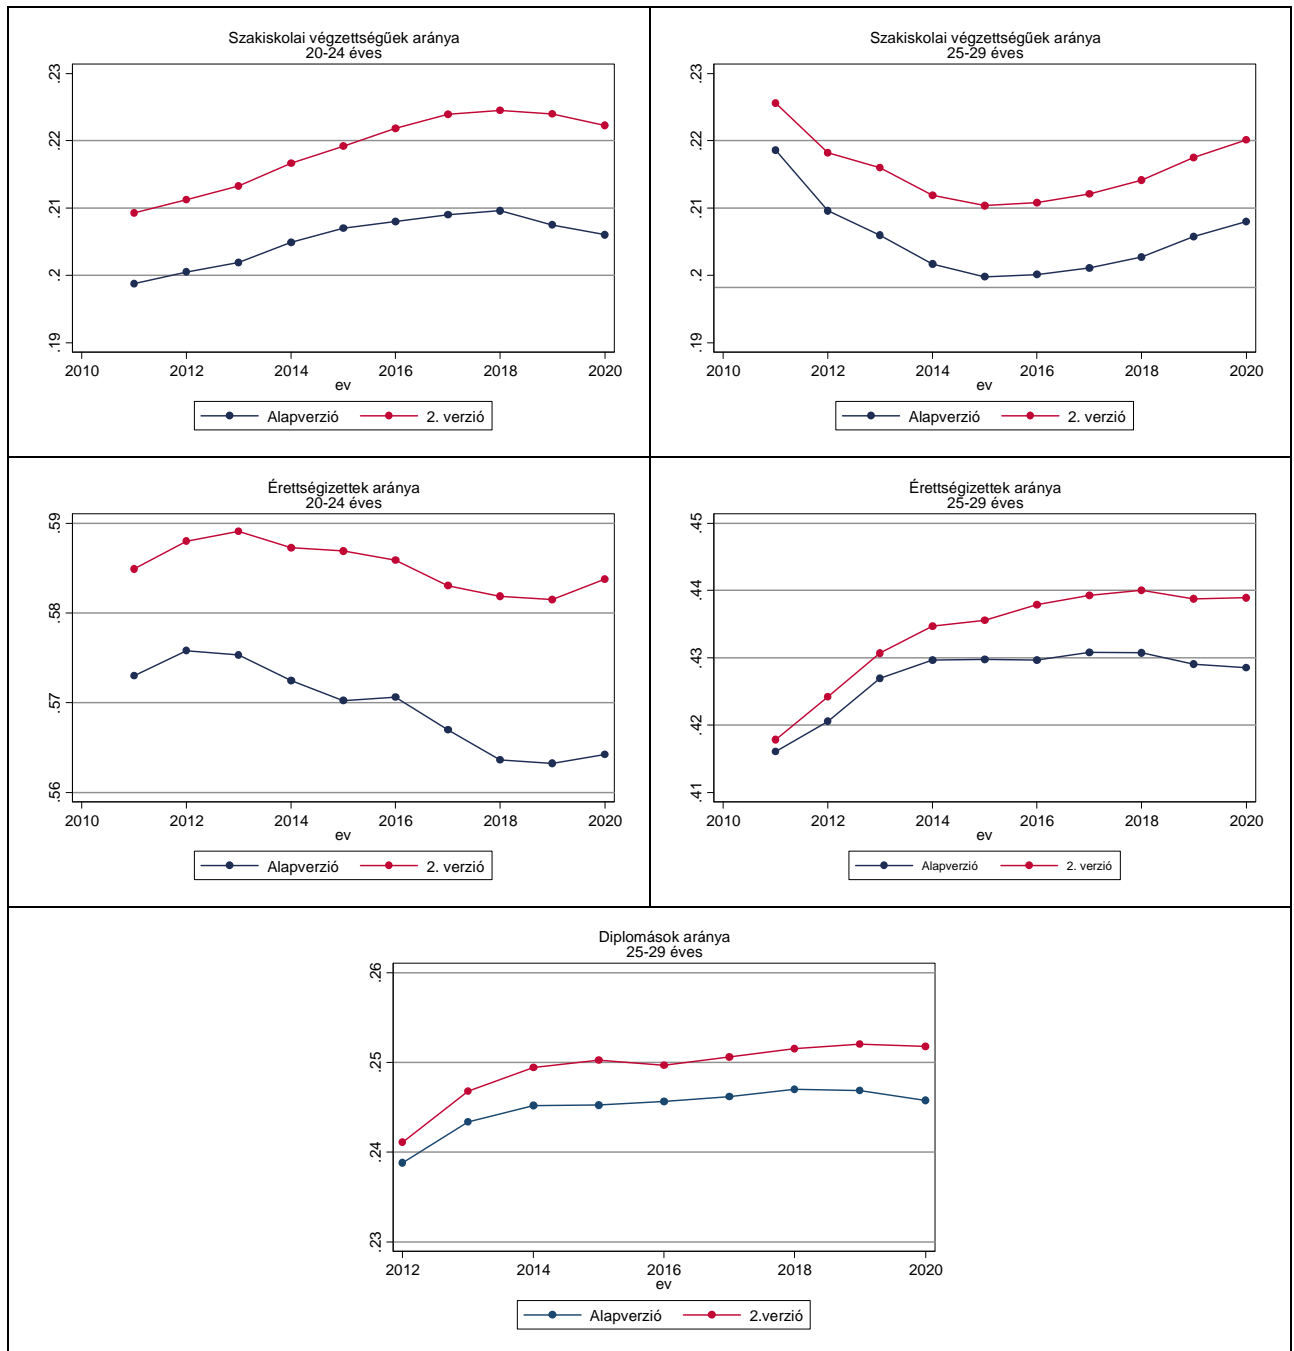 Szakiskolai végzettségűek aránya
20-24 éves
.23
.22
.21
.2
.19
2010 2012 2014 2016 2018 2020
ev
Alapverzió 2. verzió
Szakiskolai végzettségűek aránya
25-29 éves
.23
.22
.21
.2
.19
2010 2012 2014 2016 2018 2020
ev
Alapverzió 2. verzió
Érettségizettek aránya
20-24 éves
.59
.58
.57
.56
2010 2012 2014 2016 2018 2020
ev
Alapverzió 2. verzió
Érettségizettek aránya
25-29 éves
.45
.44
.43
.42
.41
2010 2012 2014 2016 2018 2020
ev
Alapverzió 2. verzió
Diplomások aránya
25-29 éves
.26
.25
.24
.23
2012 2014 2016 2018 2020
ev
Alapverzió 2.verzió